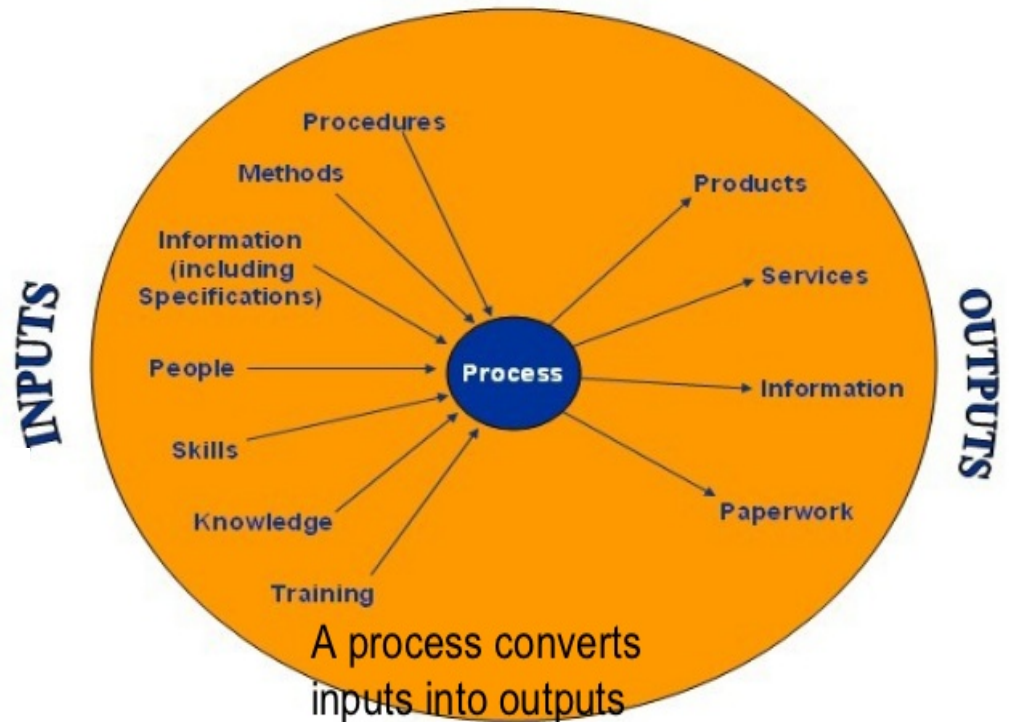 INPUTS
Procedures
Methods
Information
(including
Specifications)
People
Skills
Knowledge
Training
Process
Products
Services
Information
Paperwork
OUTPUTS
A process converts
inputs into outputs